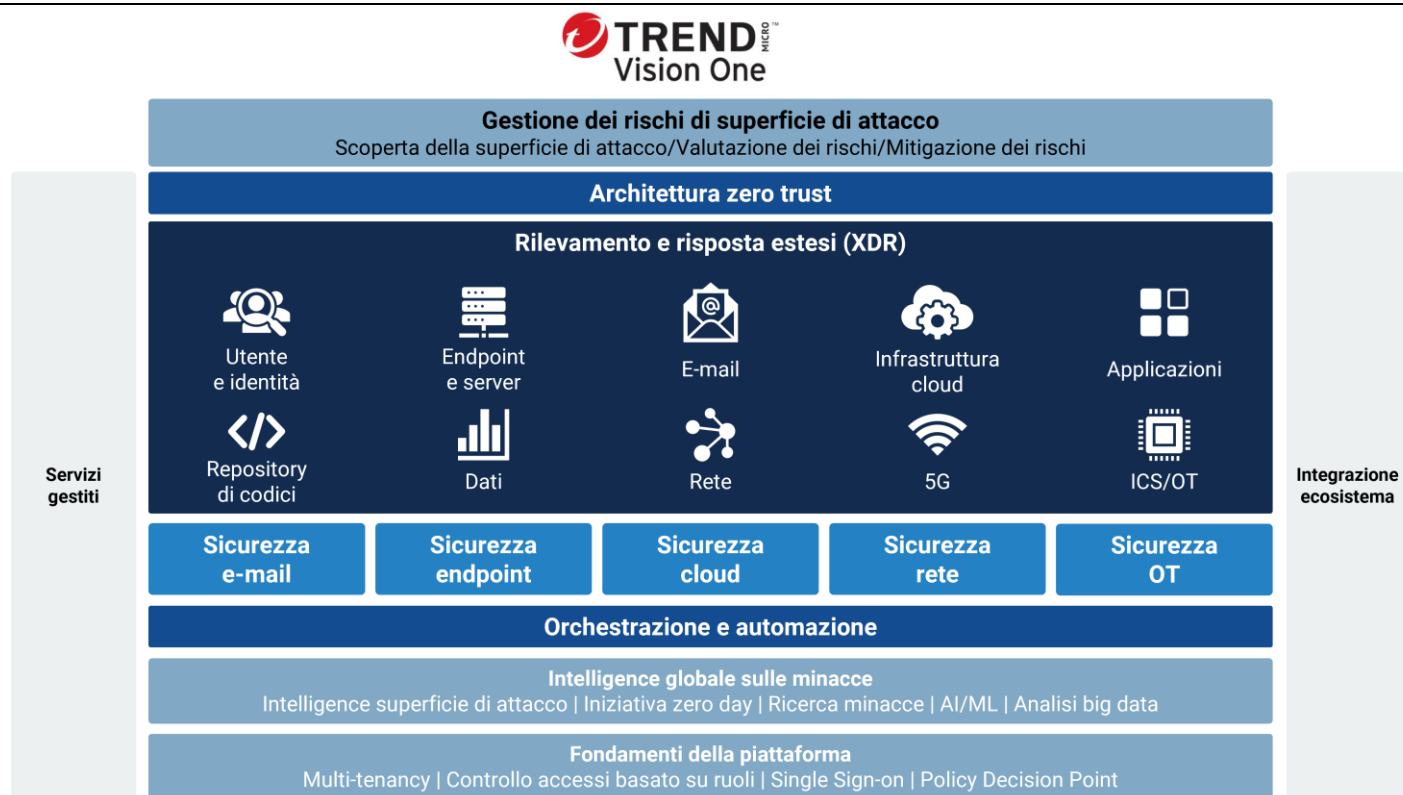 TREND MICRO™
Vision One
Gestione dei rischi di superficie di attacco
Scoperta della superficie di attacco/Valutazione dei rischi/Mitigazione dei rischi
Architettura zero trust
Rilevamento e risposta estesi (XDR)
Utente
e identità
Endpoint
e server
@
E-mail
Infrastruttura
cloud
Applicazioni
</>
Repository
di codici
Dati
Rete
5G
ICS/OT
Servizi
gestiti
Integrazione
ecosistema
Sicurezza
e-mail
Sicurezza
endpoint
Sicurezza
cloud
Sicurezza
rete
Sicurezza
OT
Orchestrazione e automazione
Intelligence globale sulle minacce
Intelligence superficie di attacco | Iniziativa zero day | Ricerca minacce | AI/ML | Analisi big data
Fondamenti della piattaforma
Multi-tenancy | Controllo accessi basato su ruoli | Single Sign-on | Policy Decision Point